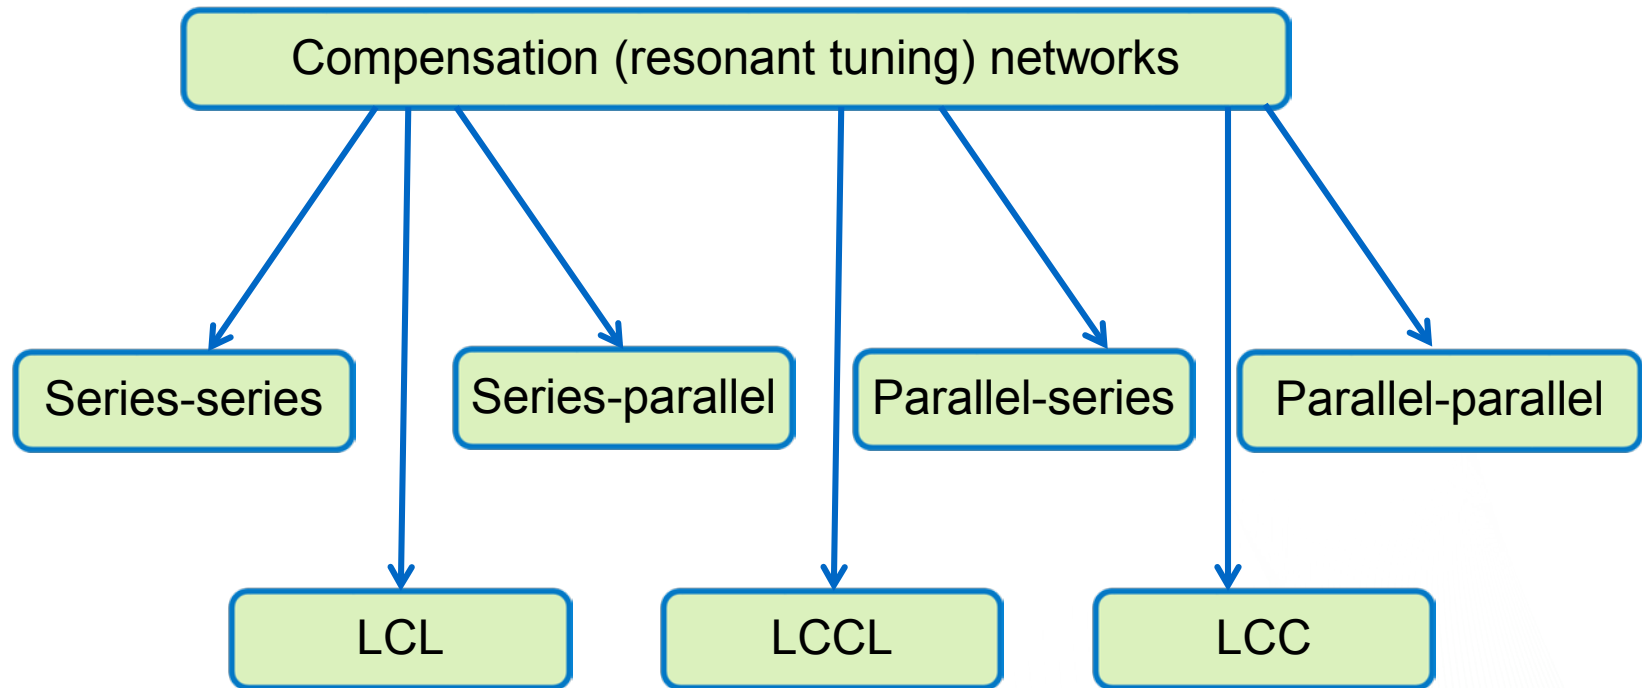 Compensation (resonant tuning) networks
Series-series
Series-parallel
Parallel-series
Parallel-parallel
LCL
LCCL
LCC